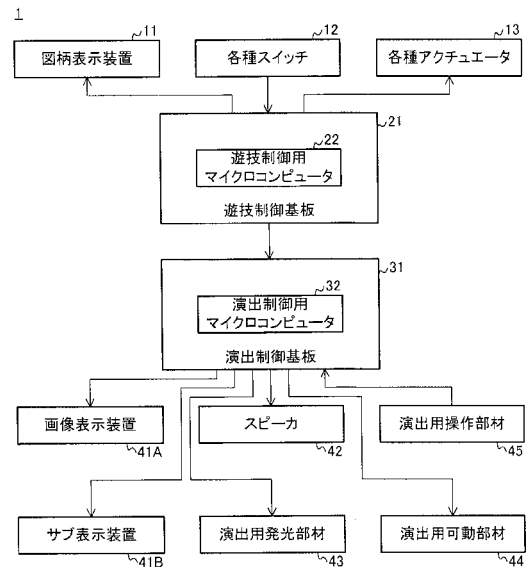 1
11
12
13
図柄表示装置
各種スイッチ
各種アクチュエータ
21
22
遊技制御用
マイクロコンピュータ
遊技制御基板
31
32
演出制御用
マイクロコンピュータ
演出制御基板
画像表示装置
スピーカ
演出用操作部材
41A
42
45
サブ表示装置
演出用発光部材
演出用可動部材
41B
43
44